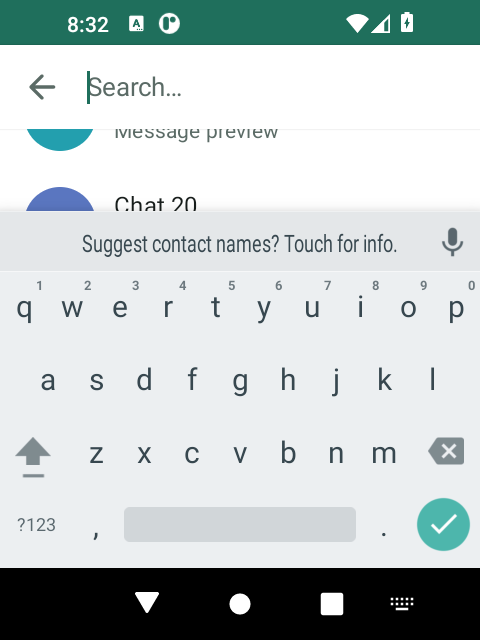 8:32
Search…
Message preview
Chat 20
Suggest contact names? Touch for info.
1 2 3 4 5 6 7 8 9 0
q w e r t y u i o p
a s d f g h j k l
z x c v b n m
?123 , .